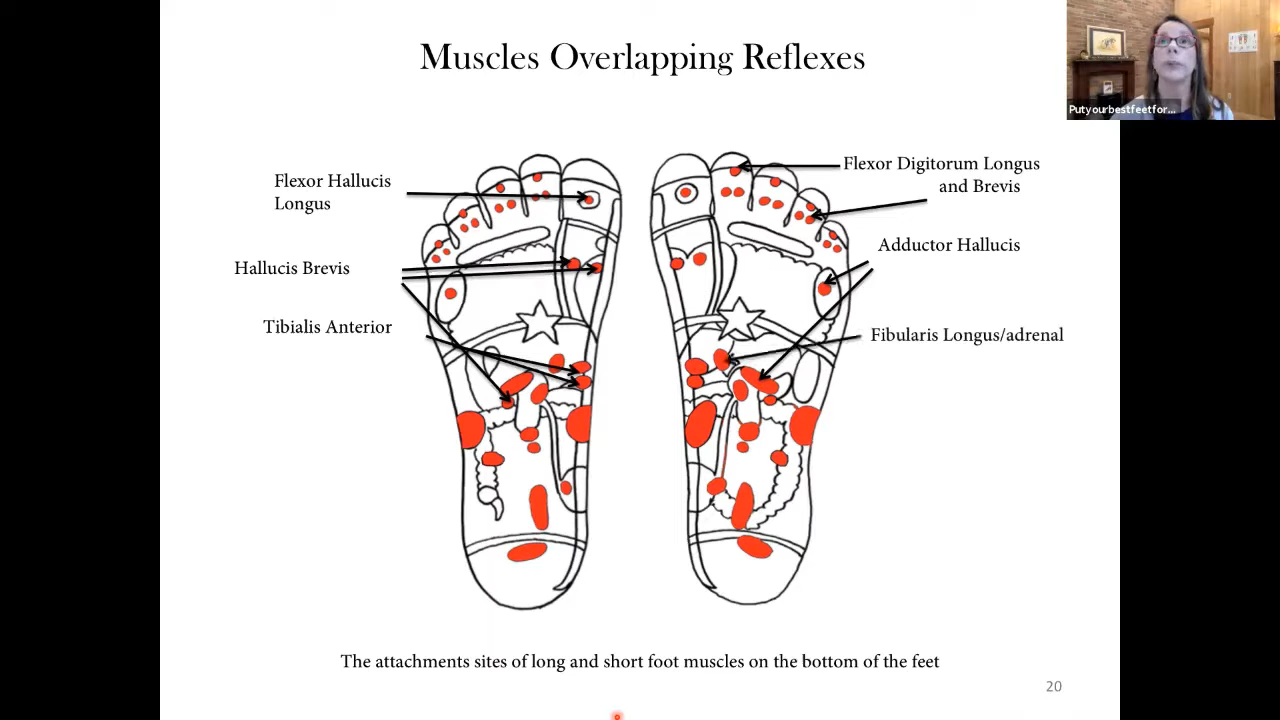 Muscles Overlapping Reflexes
Putyourbestfeetfor...
Flexor Hallucis
Longus
Flexor Digitorum Longus
and Brevis
Adductor Hallucis
Hallucis Brevis
Tibialis Anterior
Fibularis Longus/adrenal
The attachments sites of long and short foot muscles on the bottom of the feet
20